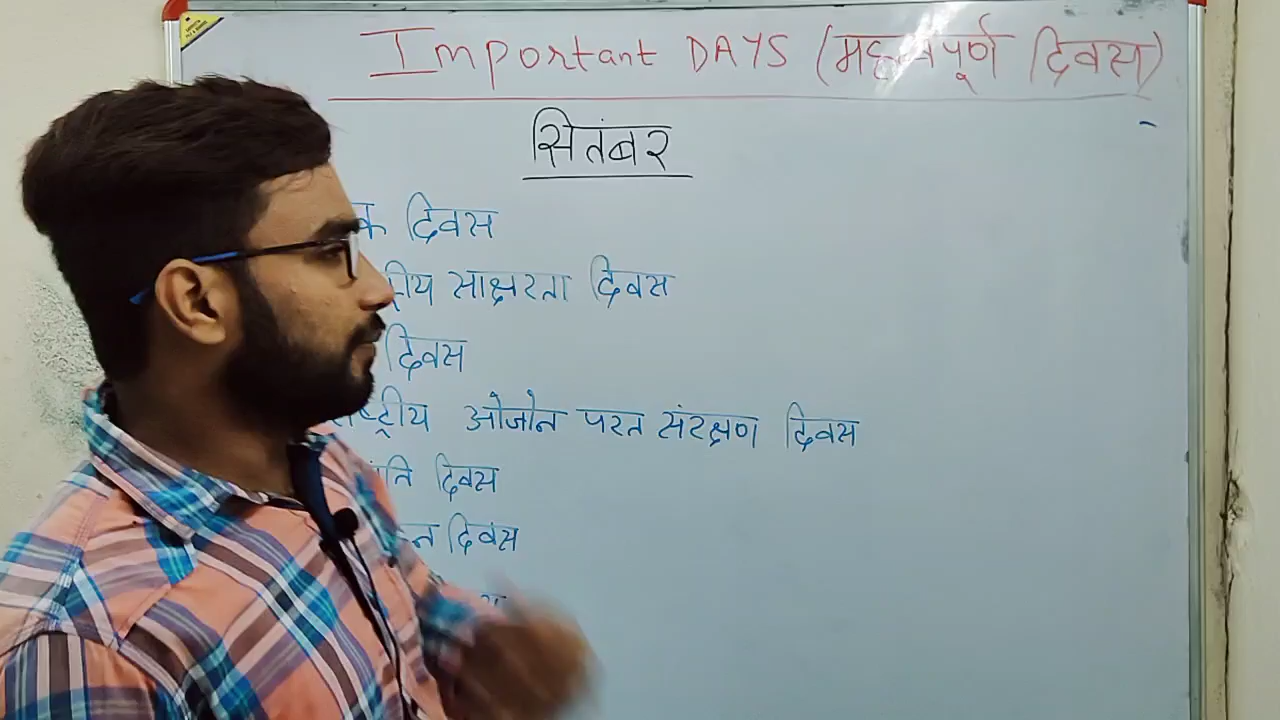 Important DAYS (महत्वपूर्ण दिवस)
सितंबर
दिवस
साक्षरता दिवस
दिवस
ओजोन परत संरक्षण दिवस
दिवस
दिवस